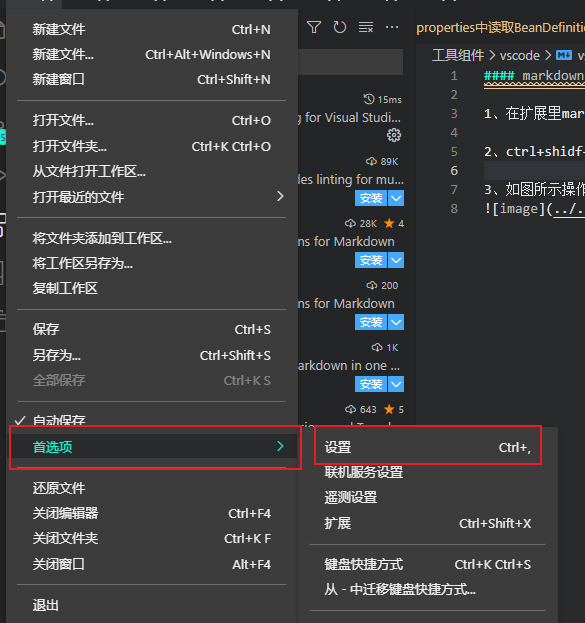 新建文件 Ctrl+N
新建文件... Ctrl+Alt+Windows+N
新建窗口 Ctrl+Shift+N
打开文件... Ctrl+O
打开文件夹... Ctrl+K Ctrl+O
从文件打开工作区...
打开最近的文件
将文件夹添加到工作区...
将工作区另存为...
复制工作区
保存 Ctrl+S
另存为... Ctrl+Shift+S
全部保存 Ctrl+K S
自动保存
首选项
还原文件
关闭编辑器 Ctrl+F4
关闭文件夹 Ctrl+K F
关闭窗口 Alt+F4
退出
设置 Ctrl+,
联机服务设置
遥测设置
扩展 Ctrl+Shift+X
键盘快捷方式 Ctrl+K Ctrl+S
从 - 中迁移键盘快捷方式...
15ms
g for Visual Studi...
89K
des linting for mu...
安装
28K 4
ns for Markdown
安装
200
ns for Markdown
安装
1K
arkdown in one ...
安装
643 5
properties中读取BeanDefiniti
工具组件 > vscode >
1 #### markdown
2
3 1、在扩展里mar
4
5 2、ctrl+shidf+
6
7 3、如图所示操作
8 ![image](../.